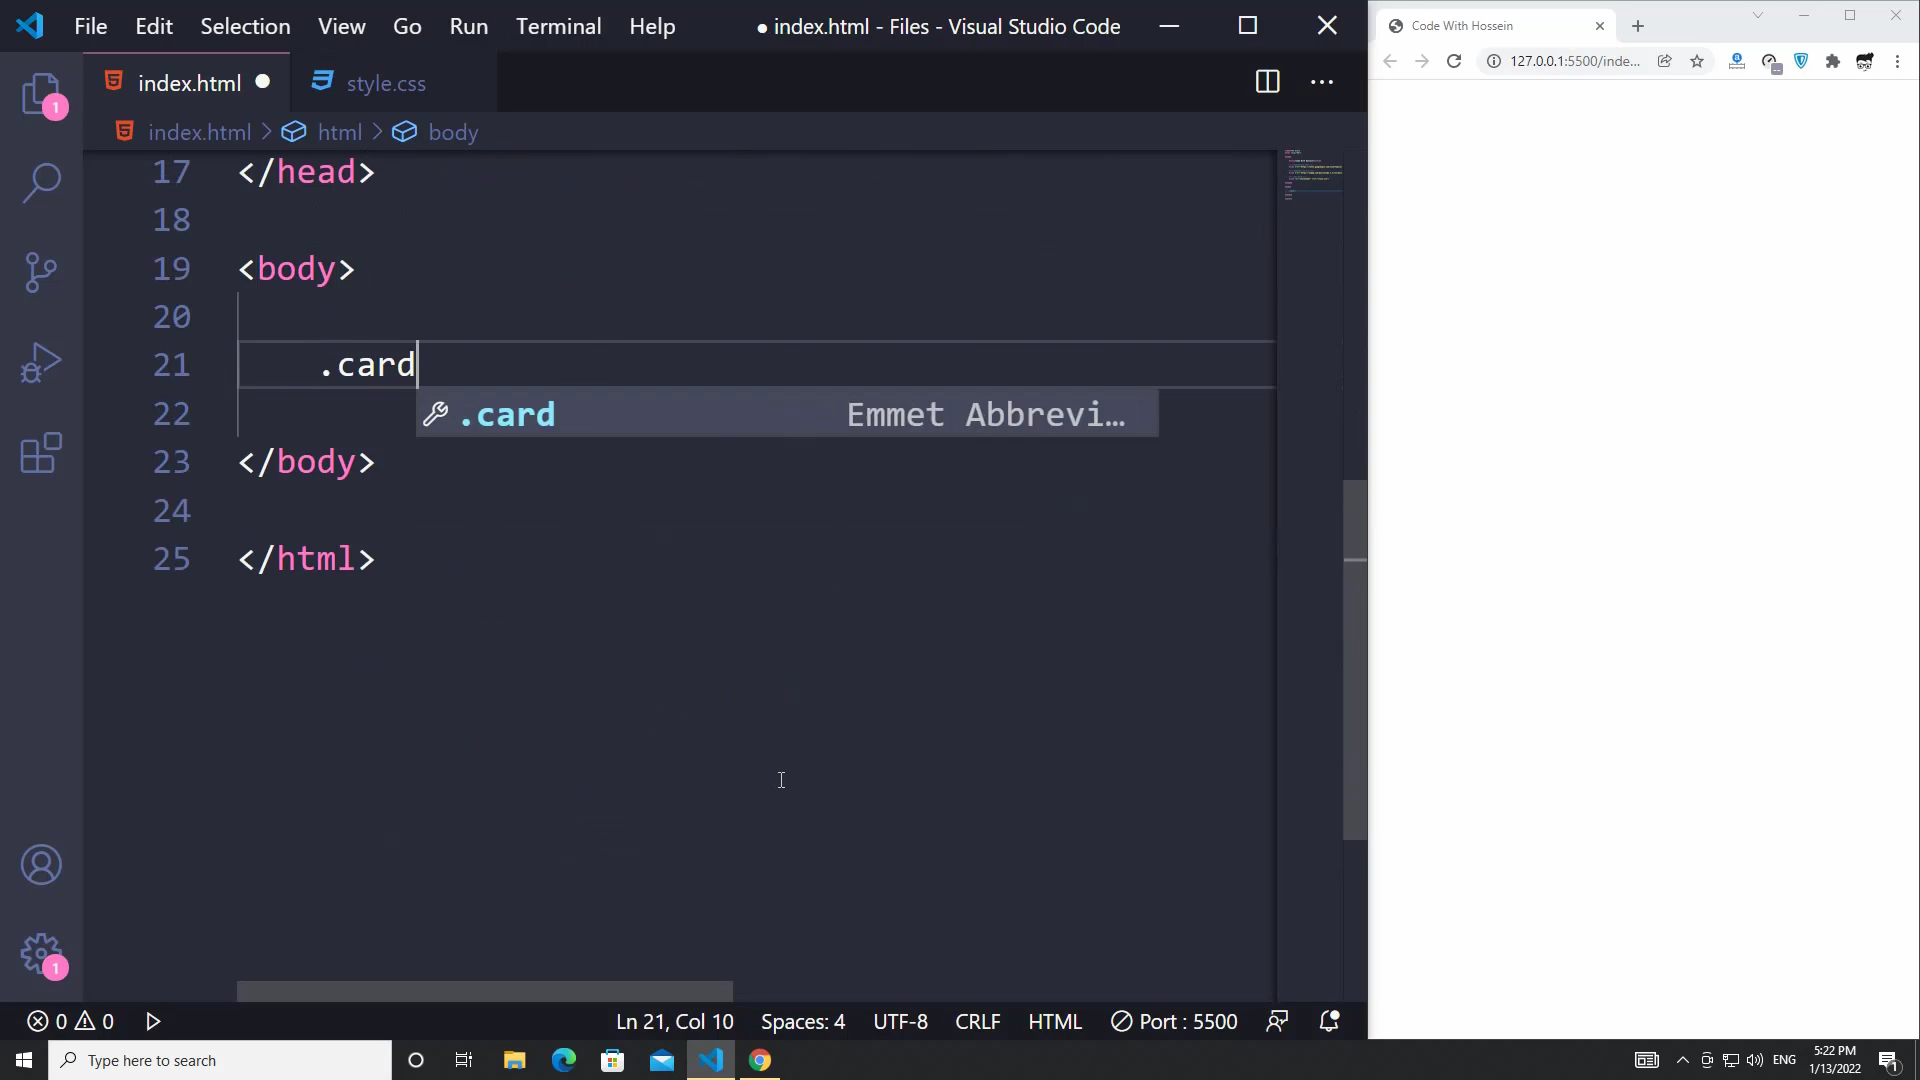 File Edit Selection View Go Run Terminal Help
● index.html - Files - Visual Studio Code
index.html ● style.css
index.html > html > body
17 </head>
18
19 <body>
20
21 .card
.card Emmet Abbrevi…
22
23 </body>
24
25 </html>
0 0
Ln 21, Col 10 Spaces: 4 UTF-8 CRLF HTML Port : 5500
1
1
Code With Hossein
127.0.0.1:5500/inde...
Type here to search
ENG
5:22 PM
1/13/2022
1